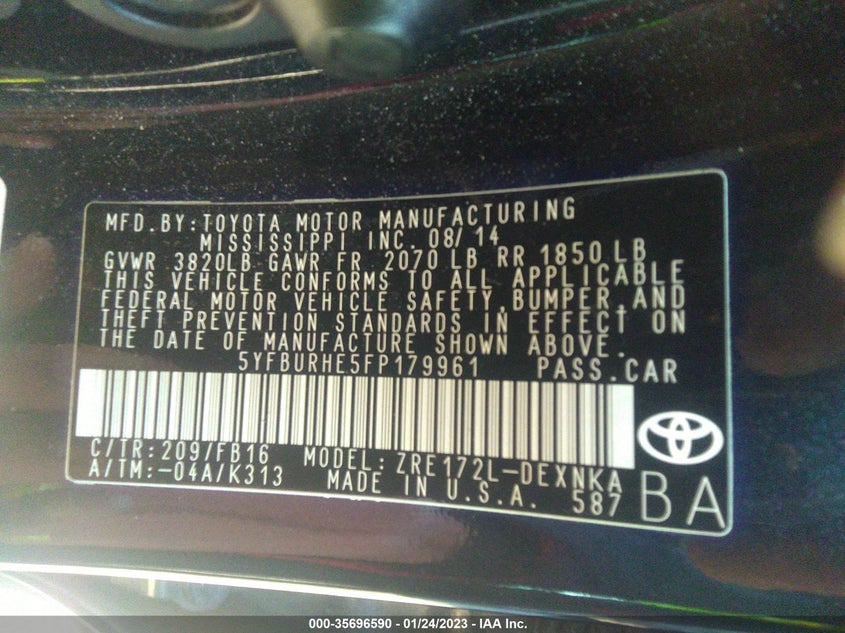 MFD.BY:TOYOTA MOTOR MANUFACTURING
MISSISSIPPI INC. 08/14
GVWR 3820LB GAWR FR 2070 LB RR 1850 LB
THIS VEHICLE CONFORMS TO ALL APPLICABLE
FEDERAL MOTOR VEHICLE SAFETY,BUMPER,AND
THEFT PREVENTION STANDARDS IN EFFECT ON
THE DATE OF MANUFACTURE SHOWN ABOVE.
5YFBURHE5FP179961 PASS.CAR
C/TR:209/FB16 MODEL:ZRE172L-DEXNKA
A/TM:-04A/K313 MADE IN U.S.A. 587
BA
000-35696590 - 01/24/2023 - IAA Inc.